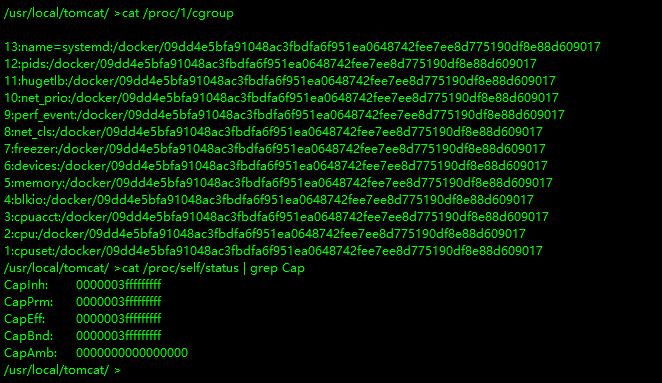 /usr/local/tomcat/ >cat /proc/1/cgroup
13:name=systemd:/docker/09dd4e5bfa91048ac3fbdfa6f951ea0648742fee7ee8d775190df8e88d609017
12:pids:/docker/09dd4e5bfa91048ac3fbdfa6f951ea0648742fee7ee8d775190df8e88d609017
11:hugetlb:/docker/09dd4e5bfa91048ac3fbdfa6f951ea0648742fee7ee8d775190df8e88d609017
10:net_prio:/docker/09dd4e5bfa91048ac3fbdfa6f951ea0648742fee7ee8d775190df8e88d609017
9:perf_event:/docker/09dd4e5bfa91048ac3fbdfa6f951ea0648742fee7ee8d775190df8e88d609017
8:net_cls:/docker/09dd4e5bfa91048ac3fbdfa6f951ea0648742fee7ee8d775190df8e88d609017
7:freezer:/docker/09dd4e5bfa91048ac3fbdfa6f951ea0648742fee7ee8d775190df8e88d609017
6:devices:/docker/09dd4e5bfa91048ac3fbdfa6f951ea0648742fee7ee8d775190df8e88d609017
5:memory:/docker/09dd4e5bfa91048ac3fbdfa6f951ea0648742fee7ee8d775190df8e88d609017
4:blkio:/docker/09dd4e5bfa91048ac3fbdfa6f951ea0648742fee7ee8d775190df8e88d609017
3:cpuacct:/docker/09dd4e5bfa91048ac3fbdfa6f951ea0648742fee7ee8d775190df8e88d609017
2:cpu:/docker/09dd4e5bfa91048ac3fbdfa6f951ea0648742fee7ee8d775190df8e88d609017
1:cpuset:/docker/09dd4e5bfa91048ac3fbdfa6f951ea0648742fee7ee8d775190df8e88d609017
/usr/local/tomcat/ >cat /proc/self/status | grep Cap
CapInh: 0000003fffffffff
CapPrm: 0000003fffffffff
CapEff: 0000003fffffffff
CapBnd: 0000003fffffffff
CapAmb: 0000000000000000
/usr/local/tomcat/ >